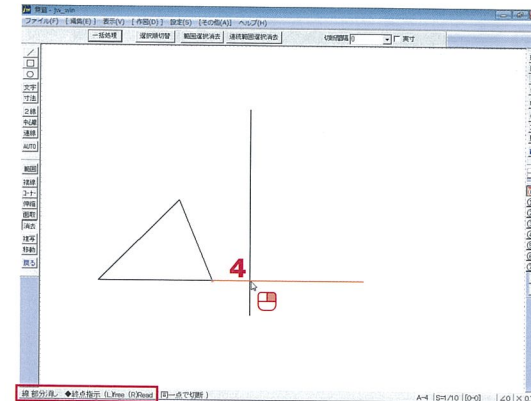 無題 - jw_win
ファイル(F) [編集(E)] 表示(V) [作図(D)] 設定(S) [その他(A)] ヘルプ(H)
一括処理 選択順切替 範囲選択消去 連続範囲選択消去 切断間隔 0 実寸
文字
寸法
2線
中心線
連線
AUTO
範囲
複線
コーナー
伸縮
面取
消去
複写
移動
戻る
4
線 部分消し ◆終点指示 (L)free (R)Read (同一点で切断)
A-4 S=1/10 [0-0] ∠0 ×